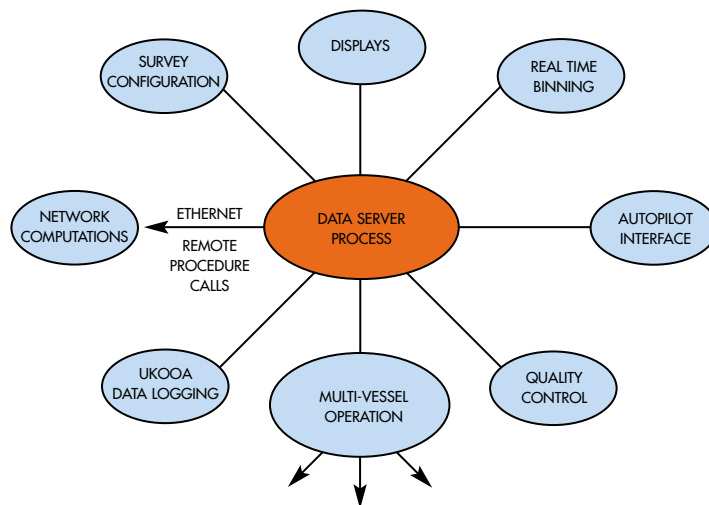 DISPLAYS
SURVEY
CONFIGURATION
REAL TIME
BINNING
NETWORK
COMPUTATIONS
ETHERNET
REMOTE
PROCEDURE
CALLS
DATA SERVER
PROCESS
AUTOPILOT
INTERFACE
UKOOA
DATA LOGGING
MULTI-VESSEL
OPERATION
QUALITY
CONTROL